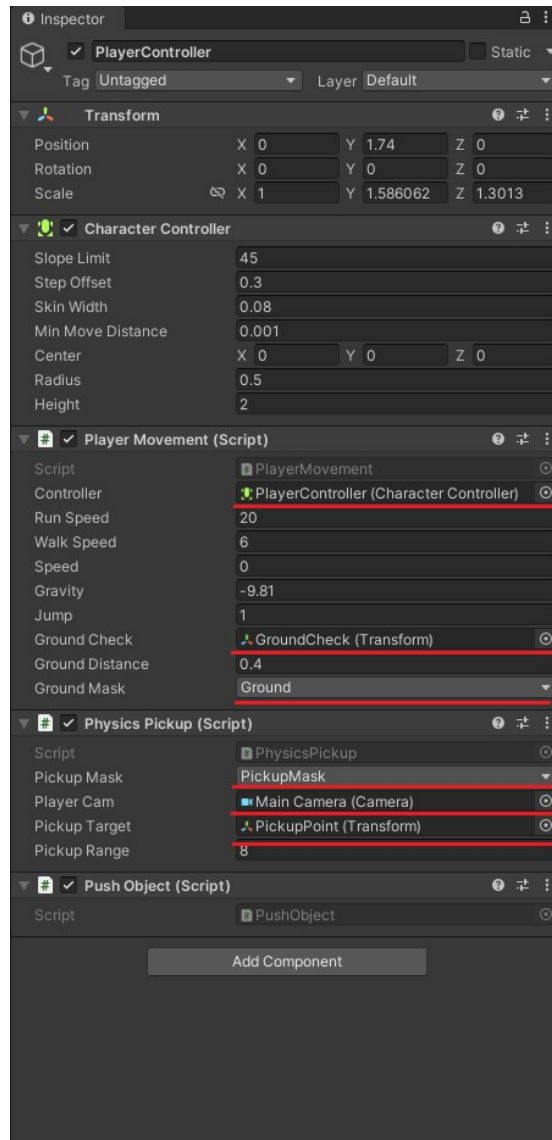 Inspector
PlayerController Static
Tag Untagged Layer Default
Transform
Position X 0 Y 1.74 Z 0
Rotation X 0 Y 0 Z 0
Scale X 1 Y 1.586062 Z 1.3013
Character Controller
Slope Limit 45
Step Offset 0.3
Skin Width 0.08
Min Move Distance 0.001
Center X 0 Y 0 Z 0
Radius 0.5
Height 2
# Player Movement (Script)
Script # PlayerMovement
Controller PlayerController (Character Controller)
Run Speed 20
Walk Speed 6
Speed 0
Gravity -9.81
Jump 1
Ground Check GroundCheck (Transform)
Ground Distance 0.4
Ground Mask Ground
# Physics Pickup (Script)
Script # PhysicsPickup
Pickup Mask PickupMask
Player Cam Main Camera (Camera)
Pickup Target PickupPoint (Transform)
Pickup Range 8
# Push Object (Script)
Script # PushObject
Add Component